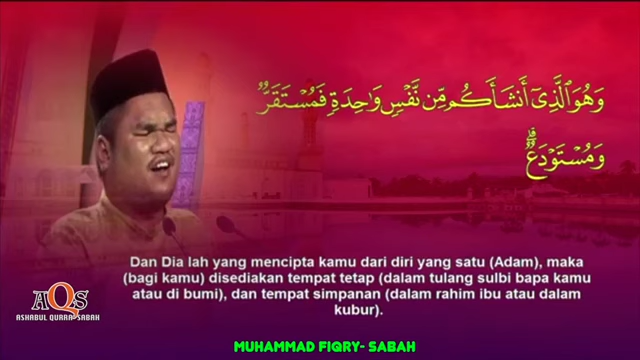 وَهُوَ ٱلَّذِىٓ أَنشَأَكُم مِّن نَّفْسٍ وَٰحِدَةٍ فَمُسْتَقَرٌّ
وَمُسْتَوْدَعٌ ۗ
Dan Dia lah yang mencipta kamu dari diri yang satu (Adam), maka
(bagi kamu) disediakan tempat tetap (dalam tulang sulbi bapa kamu
atau di bumi), dan tempat simpanan (dalam rahim ibu atau dalam
kubur).
AQS
ASHABUL QURRA SABAH
MUHAMMAD FIQRY- SABAH